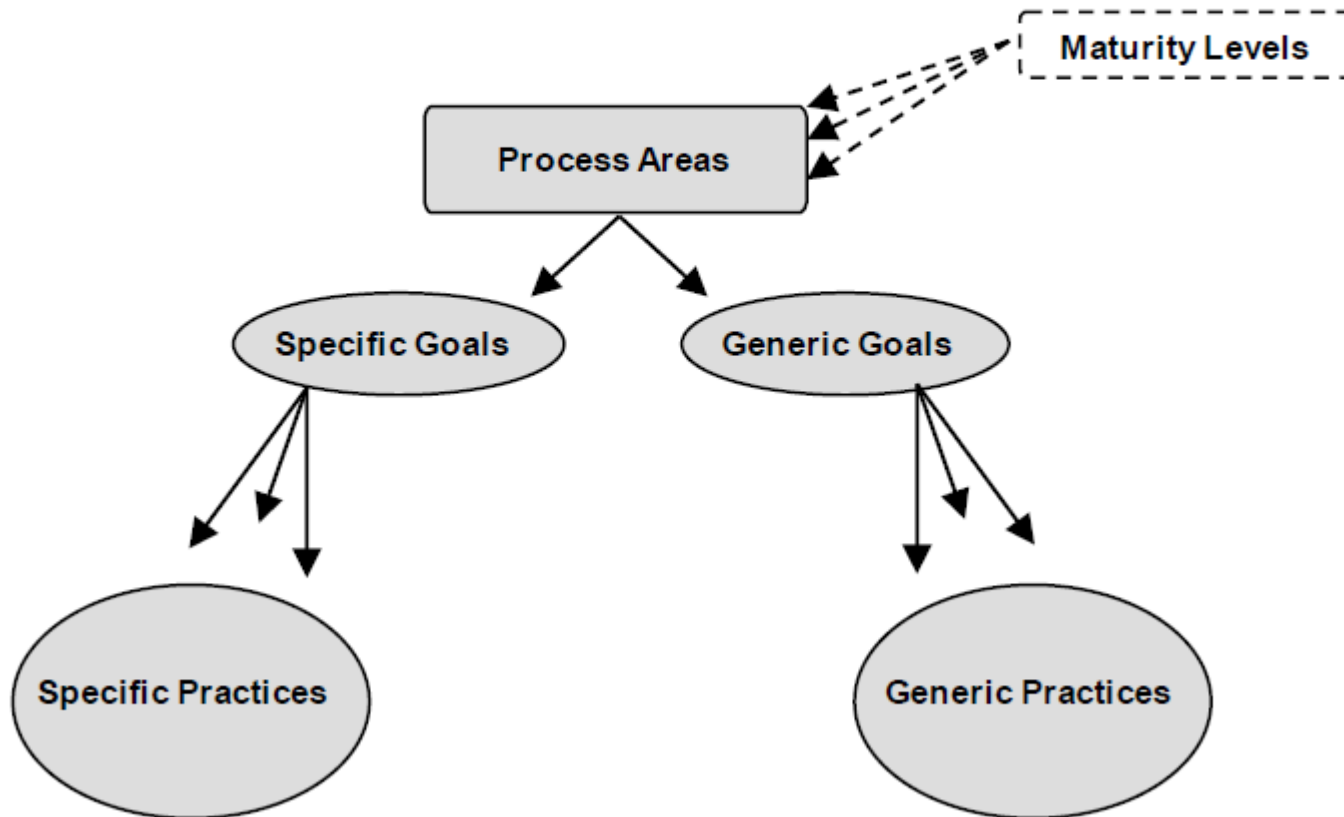 Maturity Levels
Process Areas
Specific Goals
Generic Goals
Specific Practices
Generic Practices